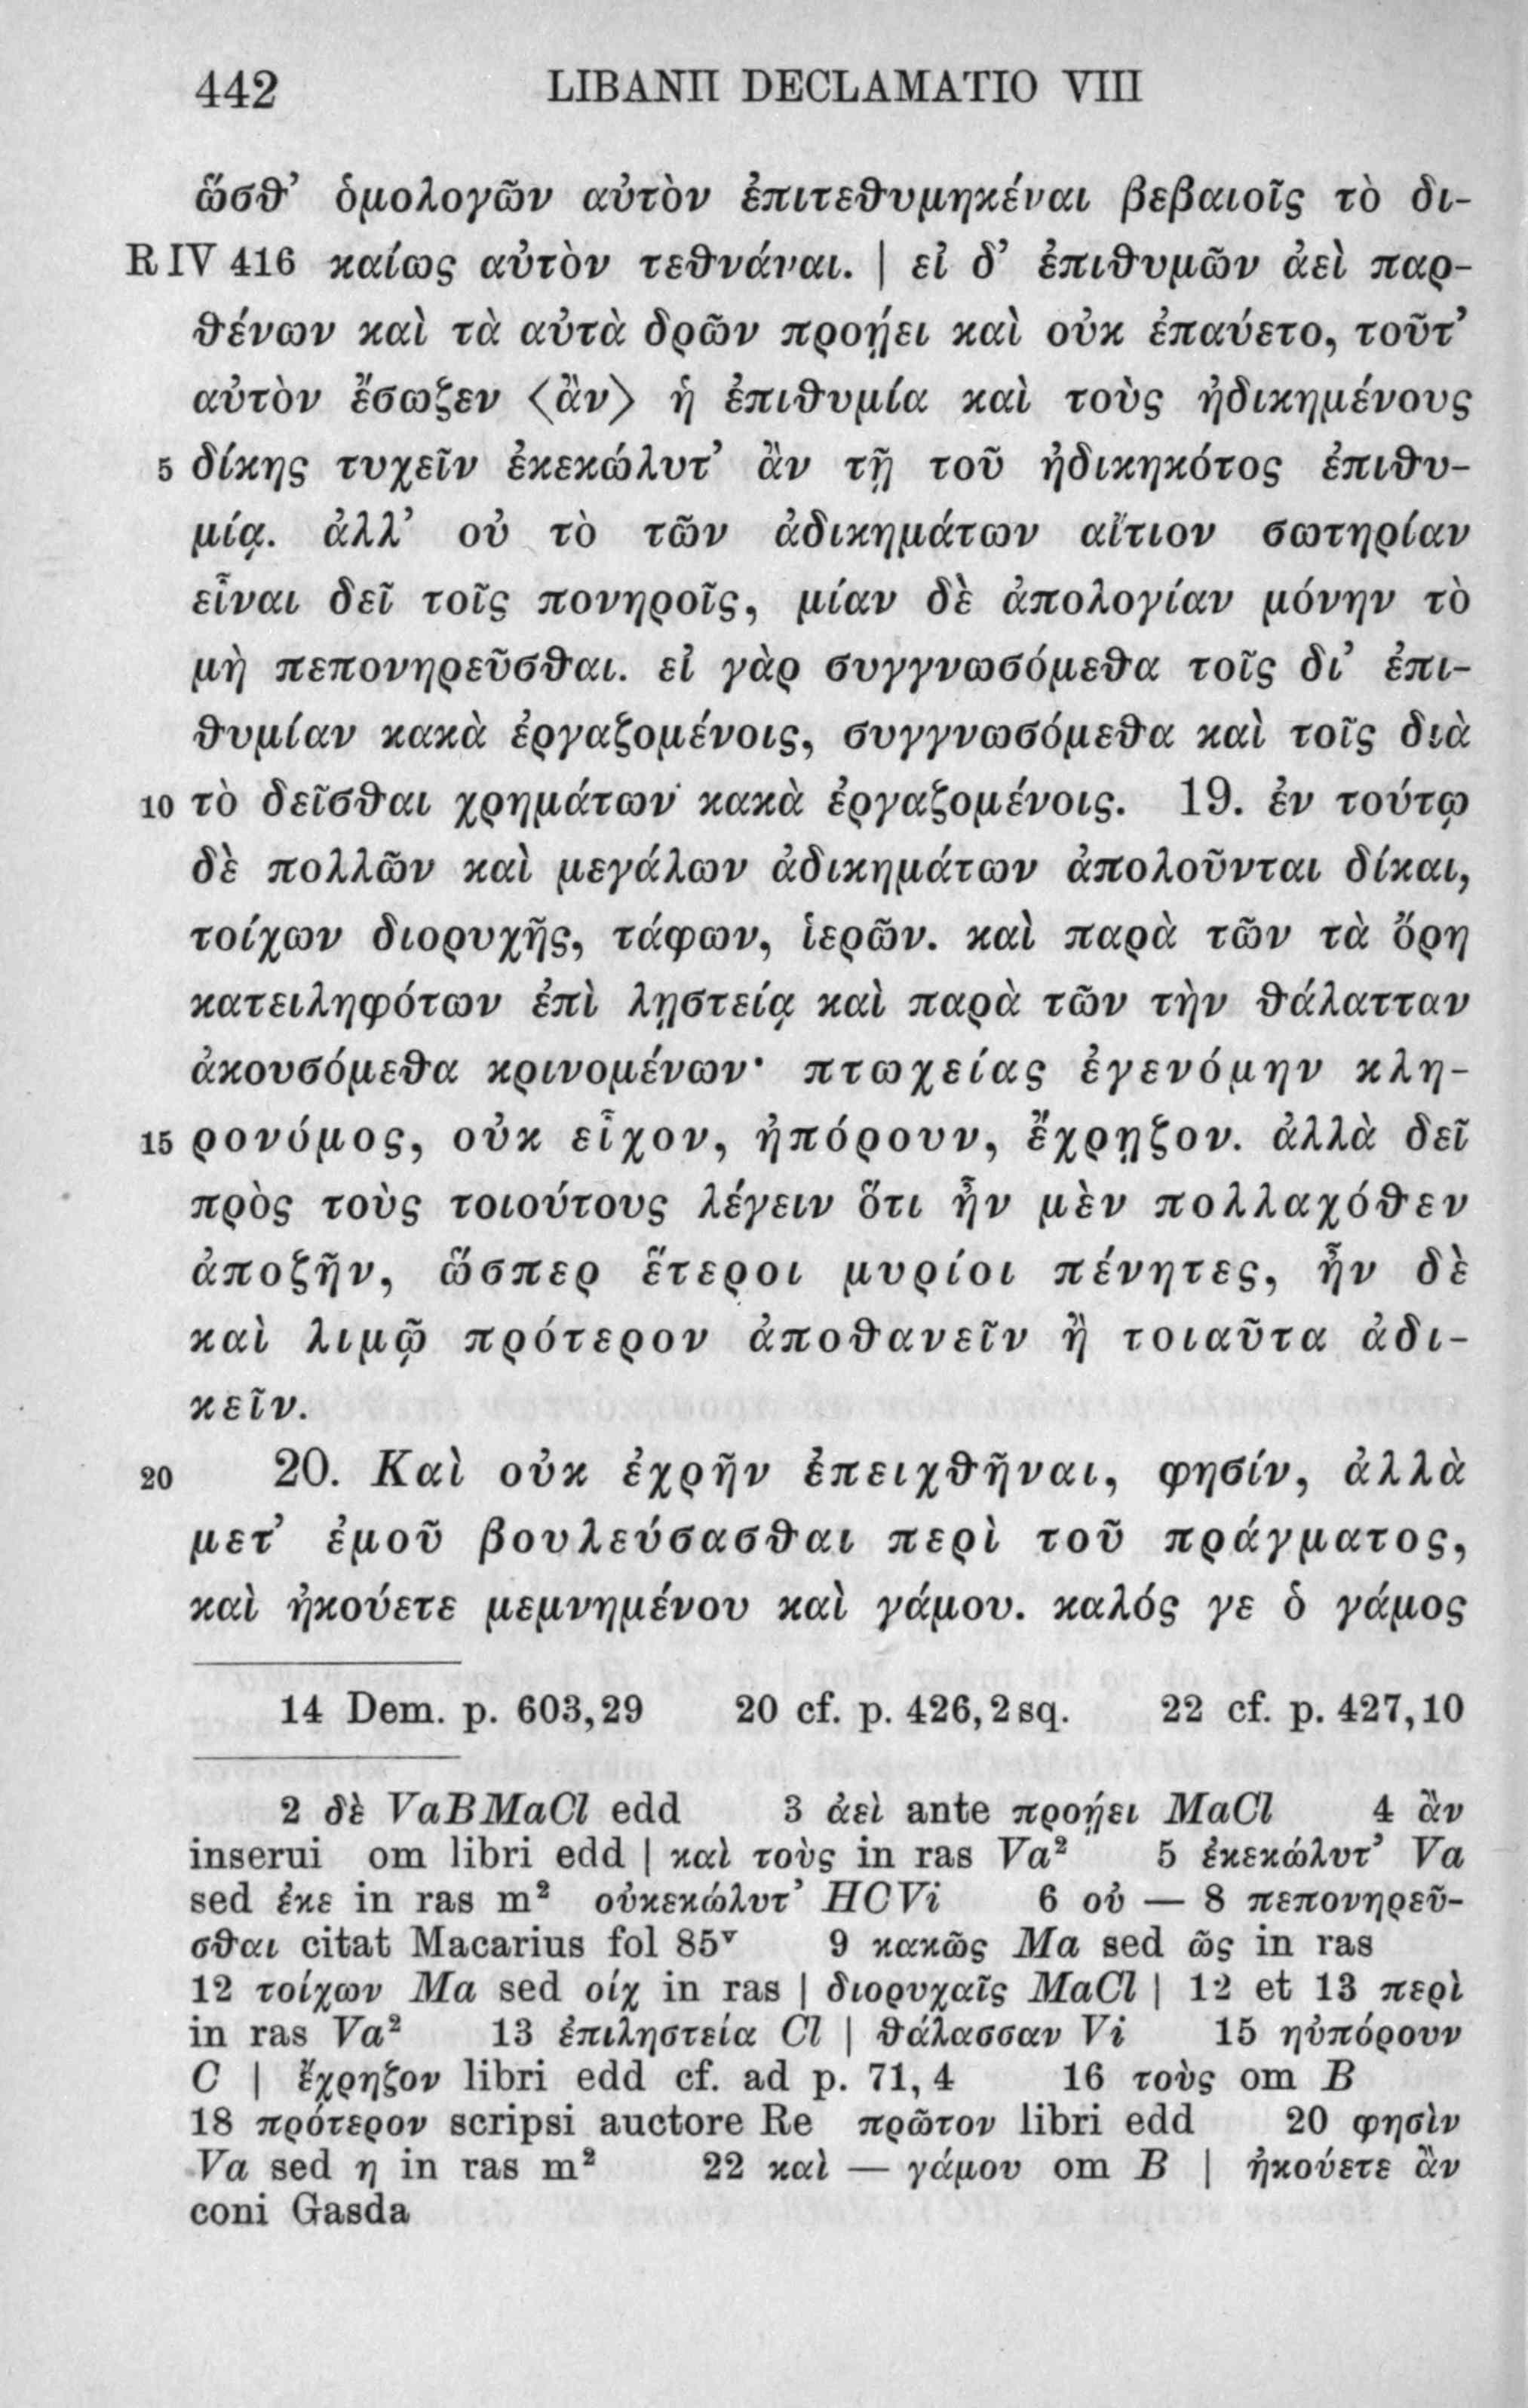 442 LIBANII DECLAMATIO VIII
ὥσθ’ ὁμολογῶν αὐτὸν ἐπιτεθυμηκέναι βεβαιοῖς τὸ δι-
R IV 416 καίως αὐτὸν τεθνάναι. | εἰ δ’ ἐπιθυμῶν ἀεὶ παρ-
θένων καὶ τὰ αὐτὰ δρῶν προῄει καὶ οὐκ ἐπαύετο, τοῦτ’
αὐτὸν ἔσωζεν 〈ἂν〉 ἡ ἐπιθυμία καὶ τοὺς ἠδικημένους
5 δίκης τυχεῖν ἐκεκώλυτ’ ἂν τῇ τοῦ ἠδικηκότος ἐπιθυ-
μίᾳ. ἀλλ’ οὐ τὸ τῶν ἀδικημάτων αἴτιον σωτηρίαν
εἶναι δεῖ τοῖς πονηροῖς, μίαν δὲ ἀπολογίαν μόνην τὸ
μὴ πεπονηρεῦσθαι. εἰ γὰρ συγγνωσόμεθα τοῖς δι’ ἐπι-
θυμίαν κακὰ ἐργαζομένοις, συγγνωσόμεθα καὶ τοῖς διὰ
10 τὸ δεῖσθαι χρημάτων κακὰ ἐργαζομένοις. 19. ἐν τούτῳ
δὲ πολλῶν καὶ μεγάλων ἀδικημάτων ἀπολοῦνται δίκαι,
τοίχων διορυχῆς, τάφων, ἱερῶν. καὶ παρὰ τῶν τὰ ὄρη
κατειληφότων ἐπὶ λῃστείᾳ καὶ παρὰ τῶν τὴν θάλατταν
ἀκουσόμεθα κρινομένων· πτωχείας ἐγενόμην κλη-
15 ρονόμος, οὐκ εἶχον, ἠπόρουν, ἔχρῃζον. ἀλλὰ δεῖ
πρὸς τοὺς τοιούτους λέγειν ὅτι ἦν μὲν πολλαχόθεν
ἀποζῆν, ὥσπερ ἕτεροι μυρίοι πένητες, ἦν δὲ
καὶ λιμῷ πρότερον ἀποθανεῖν ἢ τοιαῦτα ἀδι-
κεῖν.
20 20. Καὶ οὐκ ἐχρῆν ἐπειχθῆναι, φησίν, ἀλλὰ
μετ’ ἐμοῦ βουλεύσασθαι περὶ τοῦ πράγματος,
καὶ ἠκούετε μεμνημένου καὶ γάμου. καλός γε ὁ γάμος
14 Dem. p. 603,29 20 cf. p. 426,2 sq. 22 cf. p. 427,10
2 δὲ VaBMaCl edd 3 ἀεὶ ante προῄει MaCl 4 ἂν
inserui om libri edd | καὶ τοὺς in ras Va² 5 ἐκεκώλυτ’ Va
sed ἐκε in ras m² οὐκεκώλυτ’ HCVi 6 οὐ — 8 πεπονηρεῦ-
σθαι citat Macarius fol 85ᵛ 9 κακῶς Ma sed ῶς in ras
12 τοίχων Ma sed οίχ in ras | διορυχαῖς MaCl | 12 et 13 περὶ
in ras Va² 13 ἐπιληστεία Cl | θάλασσαν Vi 15 ηὐπόρουν
C | ἔχρηζον libri edd cf. ad p. 71, 4 16 τοὺς om B
18 πρότερον scripsi auctore Re πρῶτον libri edd 20 φησὶν
Va sed η in ras m² 22 καὶ — γάμου om B | ἠκούετε ἂν
coni Gasda